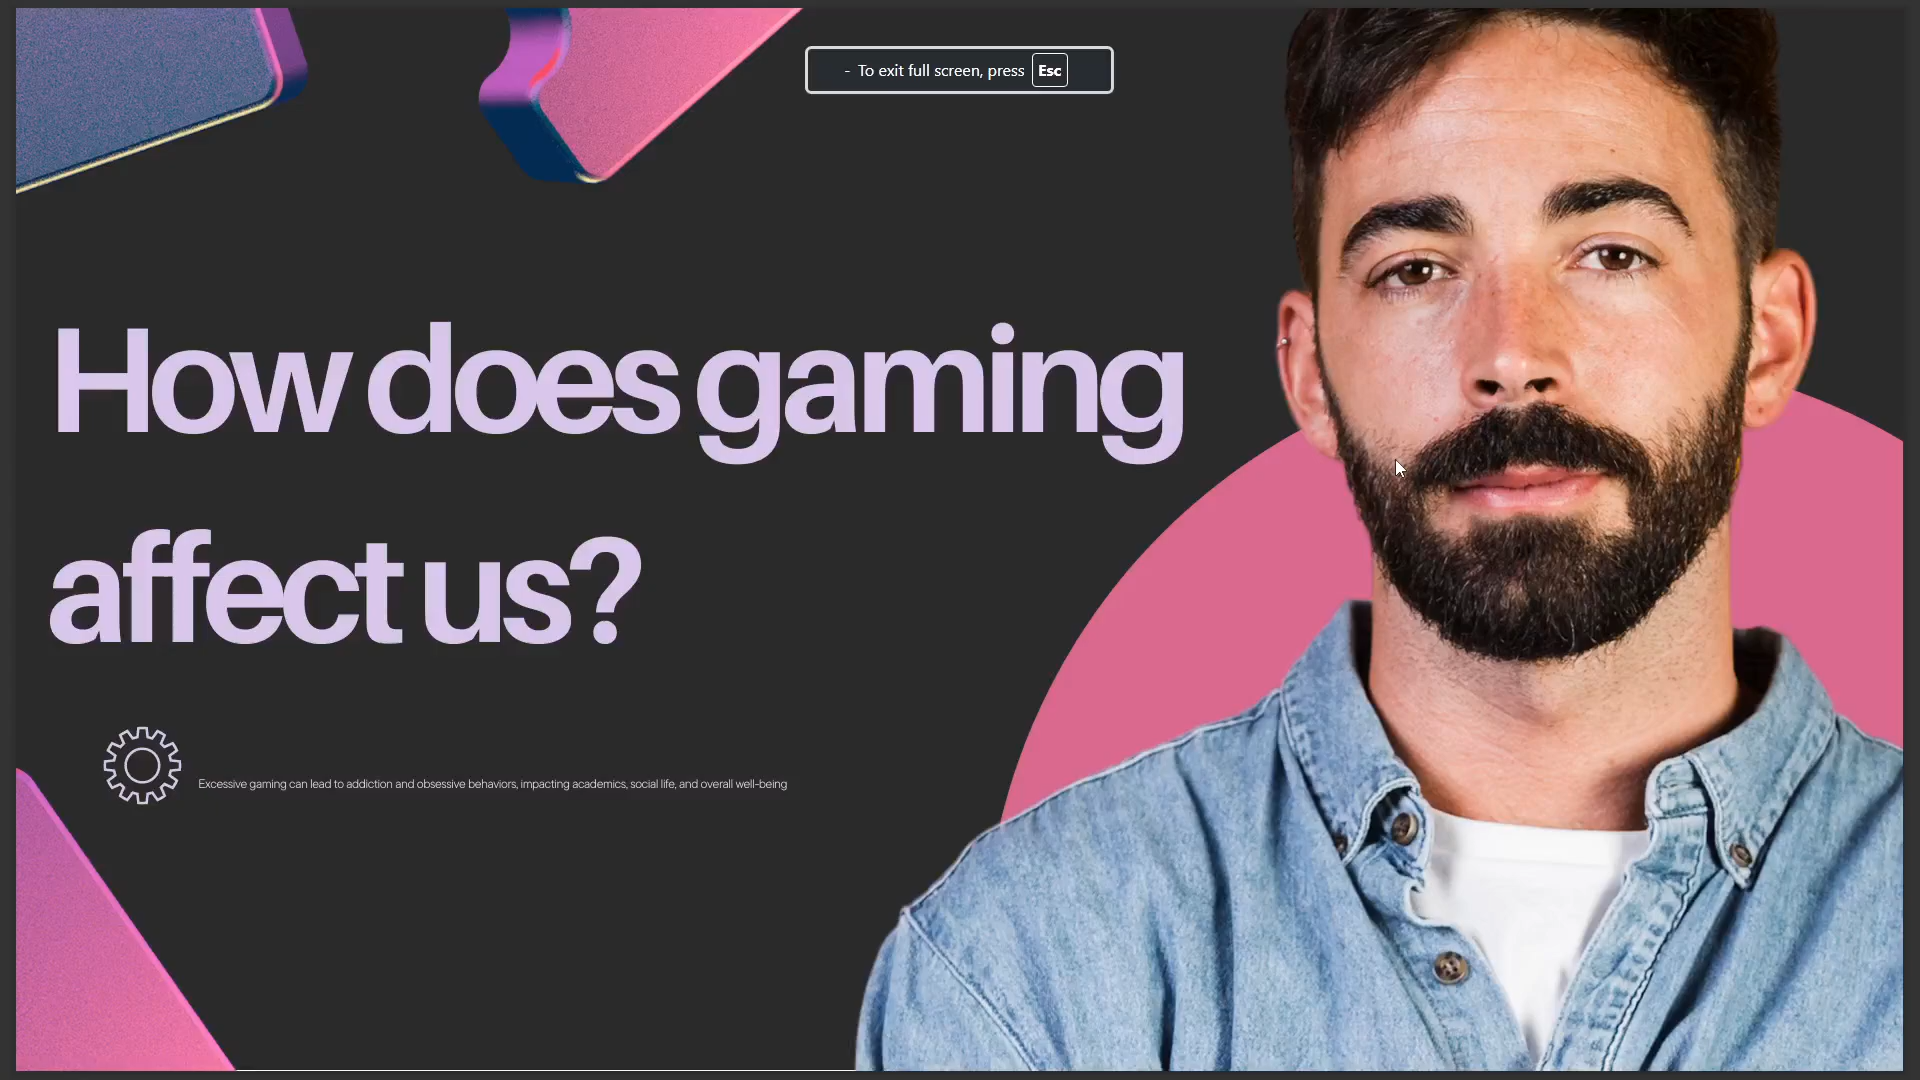 - To exit full screen, press Esc
How does gaming
affect us?
Excessive gaming can lead to addiction and obsessive behaviors, impacting academics, social life, and overall well-being